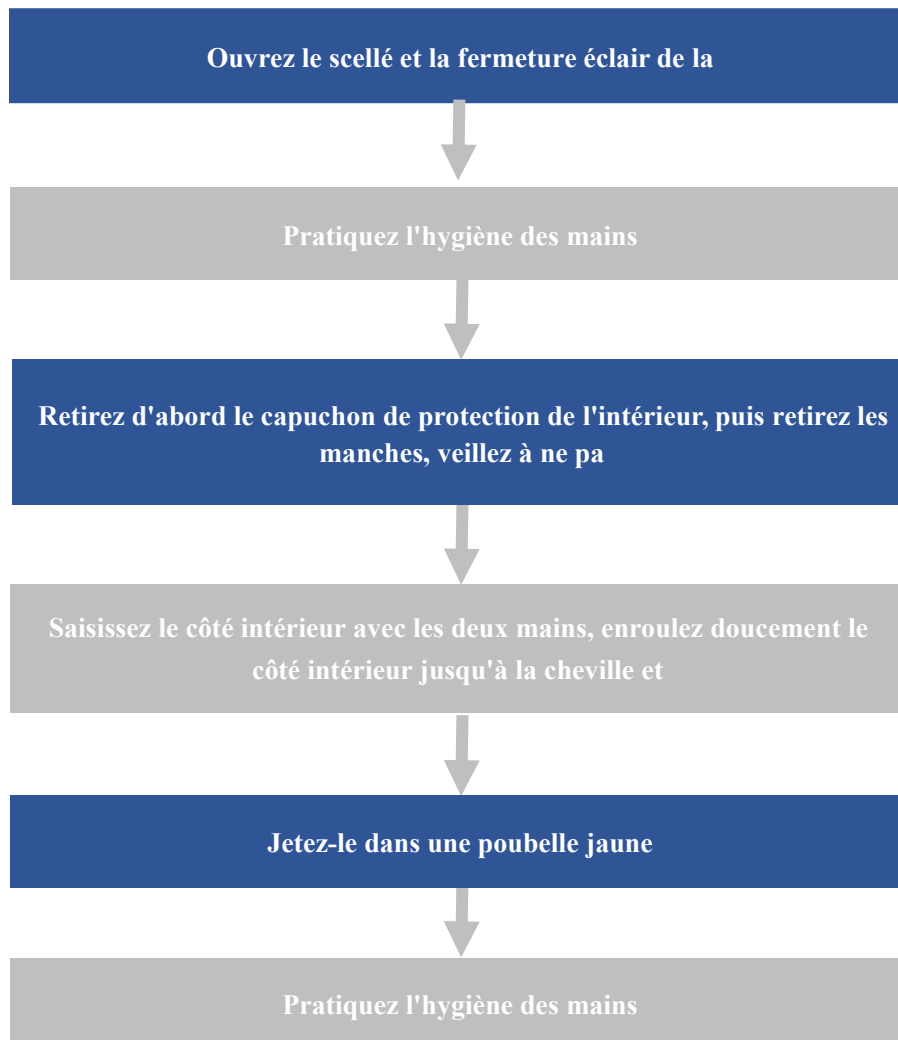 Ouvrez le scellé et la fermeture éclair de la
Pratiquez l'hygiène des mains
Retirez d'abord le capuchon de protection de l'intérieur, puis retirez les
manches, veillez à ne pa
Saisissez le côté intérieur avec les deux mains, enroulez doucement le
côté intérieur jusqu'à la cheville et
Jetez-le dans une poubelle jaune
Pratiquez l'hygiène des mains